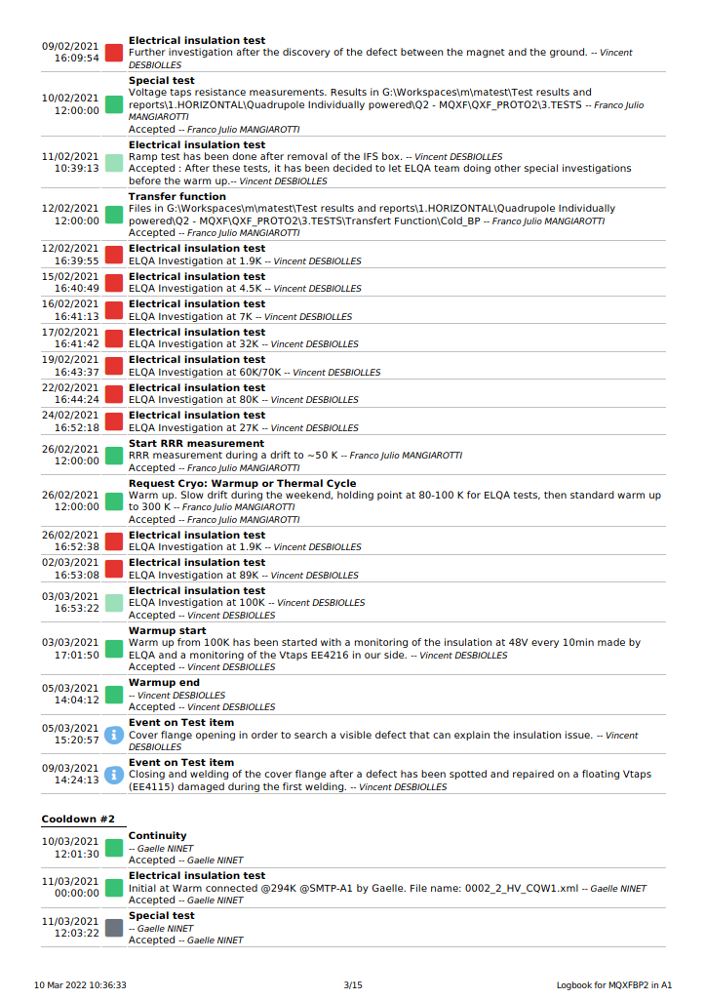 Electrical insulation test
09/02/2021
16:09:54
Further investigation after the discovery of the defect between the magnet and the ground. -- Vincent
DESBIOLLES
Special test
10/02/2021
12:00:00
Voltage taps resistance measurements. Results in G:\Workspaces\m\matest\Test results and
reports\1.HORIZONTAL\Quadrupole Individually powered\Q2 - MQXF\QXF_PROTO2\3.TESTS -- Franco Julio
MANGIAROTTI
Accepted -- Franco Julio MANGIAROTTI
Electrical insulation test
11/02/2021
10:39:13
Ramp test has been done after removal of the IFS box. -- Vincent DESBIOLLES
Accepted : After these tests, it has been decided to let ELQA team doing other special investigations
before the warm up.-- Vincent DESBIOLLES
Transfer function
12/02/2021
12:00:00
Files in G:\Workspaces\m\matest\Test results and reports\1.HORIZONTAL\Quadrupole Individually
powered\Q2 - MQXF\QXF_PROTO2\3.TESTS\Transfert Function\Cold_BP -- Franco Julio MANGIAROTTI
Accepted -- Franco Julio MANGIAROTTI
12/02/2021
16:39:55
Electrical insulation test
ELQA Investigation at 1.9K -- Vincent DESBIOLLES
15/02/2021
16:40:49
Electrical insulation test
ELQA Investigation at 4.5K -- Vincent DESBIOLLES
16/02/2021
16:41:13
Electrical insulation test
ELQA Investigation at 7K -- Vincent DESBIOLLES
17/02/2021
16:41:42
Electrical insulation test
ELQA Investigation at 32K -- Vincent DESBIOLLES
19/02/2021
16:43:37
Electrical insulation test
ELQA Investigation at 60K/70K -- Vincent DESBIOLLES
22/02/2021
16:44:24
Electrical insulation test
ELQA Investigation at 80K -- Vincent DESBIOLLES
24/02/2021
16:52:18
Electrical insulation test
ELQA Investigation at 27K -- Vincent DESBIOLLES
26/02/2021
12:00:00
Start RRR measurement
RRR measurement during a drift to ~50 K -- Franco Julio MANGIAROTTI
Accepted -- Franco Julio MANGIAROTTI
26/02/2021
12:00:00
Request Cryo: Warmup or Thermal Cycle
Warm up. Slow drift during the weekend, holding point at 80-100 K for ELQA tests, then standard warm up
to 300 K -- Franco Julio MANGIAROTTI
Accepted -- Franco Julio MANGIAROTTI
26/02/2021
16:52:38
Electrical insulation test
ELQA Investigation at 1.9K -- Vincent DESBIOLLES
02/03/2021
16:53:08
Electrical insulation test
ELQA Investigation at 89K -- Vincent DESBIOLLES
03/03/2021
16:53:22
Electrical insulation test
ELQA Investigation at 100K -- Vincent DESBIOLLES
Accepted -- Vincent DESBIOLLES
03/03/2021
17:01:50
Warmup start
Warm up from 100K has been started with a monitoring of the insulation at 48V every 10min made by
ELQA and a monitoring of the Vtaps EE4216 in our side. -- Vincent DESBIOLLES
Accepted -- Vincent DESBIOLLES
05/03/2021
14:04:12
Warmup end
-- Vincent DESBIOLLES
Accepted -- Vincent DESBIOLLES
05/03/2021
15:20:57
Event on Test item
Cover flange opening in order to search a visible defect that can explain the insulation issue. -- Vincent
DESBIOLLES
09/03/2021
14:24:13
Event on Test item
Closing and welding of the cover flange after a defect has been spotted and repaired on a floating Vtaps
(EE4115) damaged during the first welding. -- Vincent DESBIOLLES
Cooldown #2
10/03/2021
12:01:30
Continuity
-- Gaelle NINET
Accepted -- Gaelle NINET
11/03/2021
00:00:00
Electrical insulation test
Initial at Warm connected @294K @SMTP-A1 by Gaelle. File name: 0002_2_HV_CQW1.xml -- Gaelle NINET
Accepted -- Gaelle NINET
11/03/2021
12:03:22
Special test
-- Gaelle NINET
Accepted -- Gaelle NINET
10 Mar 2022 10:36:33
3/15
Logbook for MQXFBP2 in A1